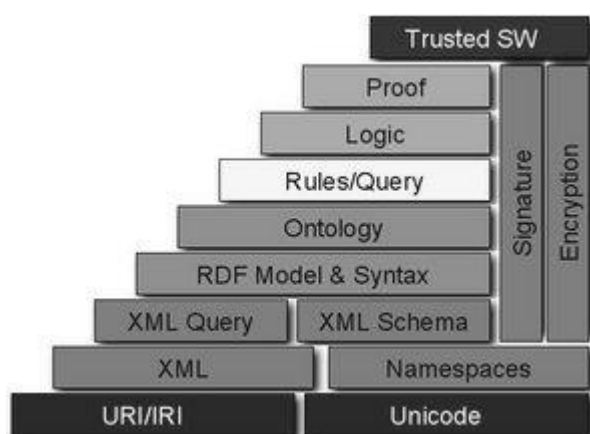 Trusted SW
Proof
Logic
Rules/Query
Ontology
RDF Model & Syntax
Signature
Encryption
XML Query
XML Schema
XML
Namespaces
URI/IRI
Unicode